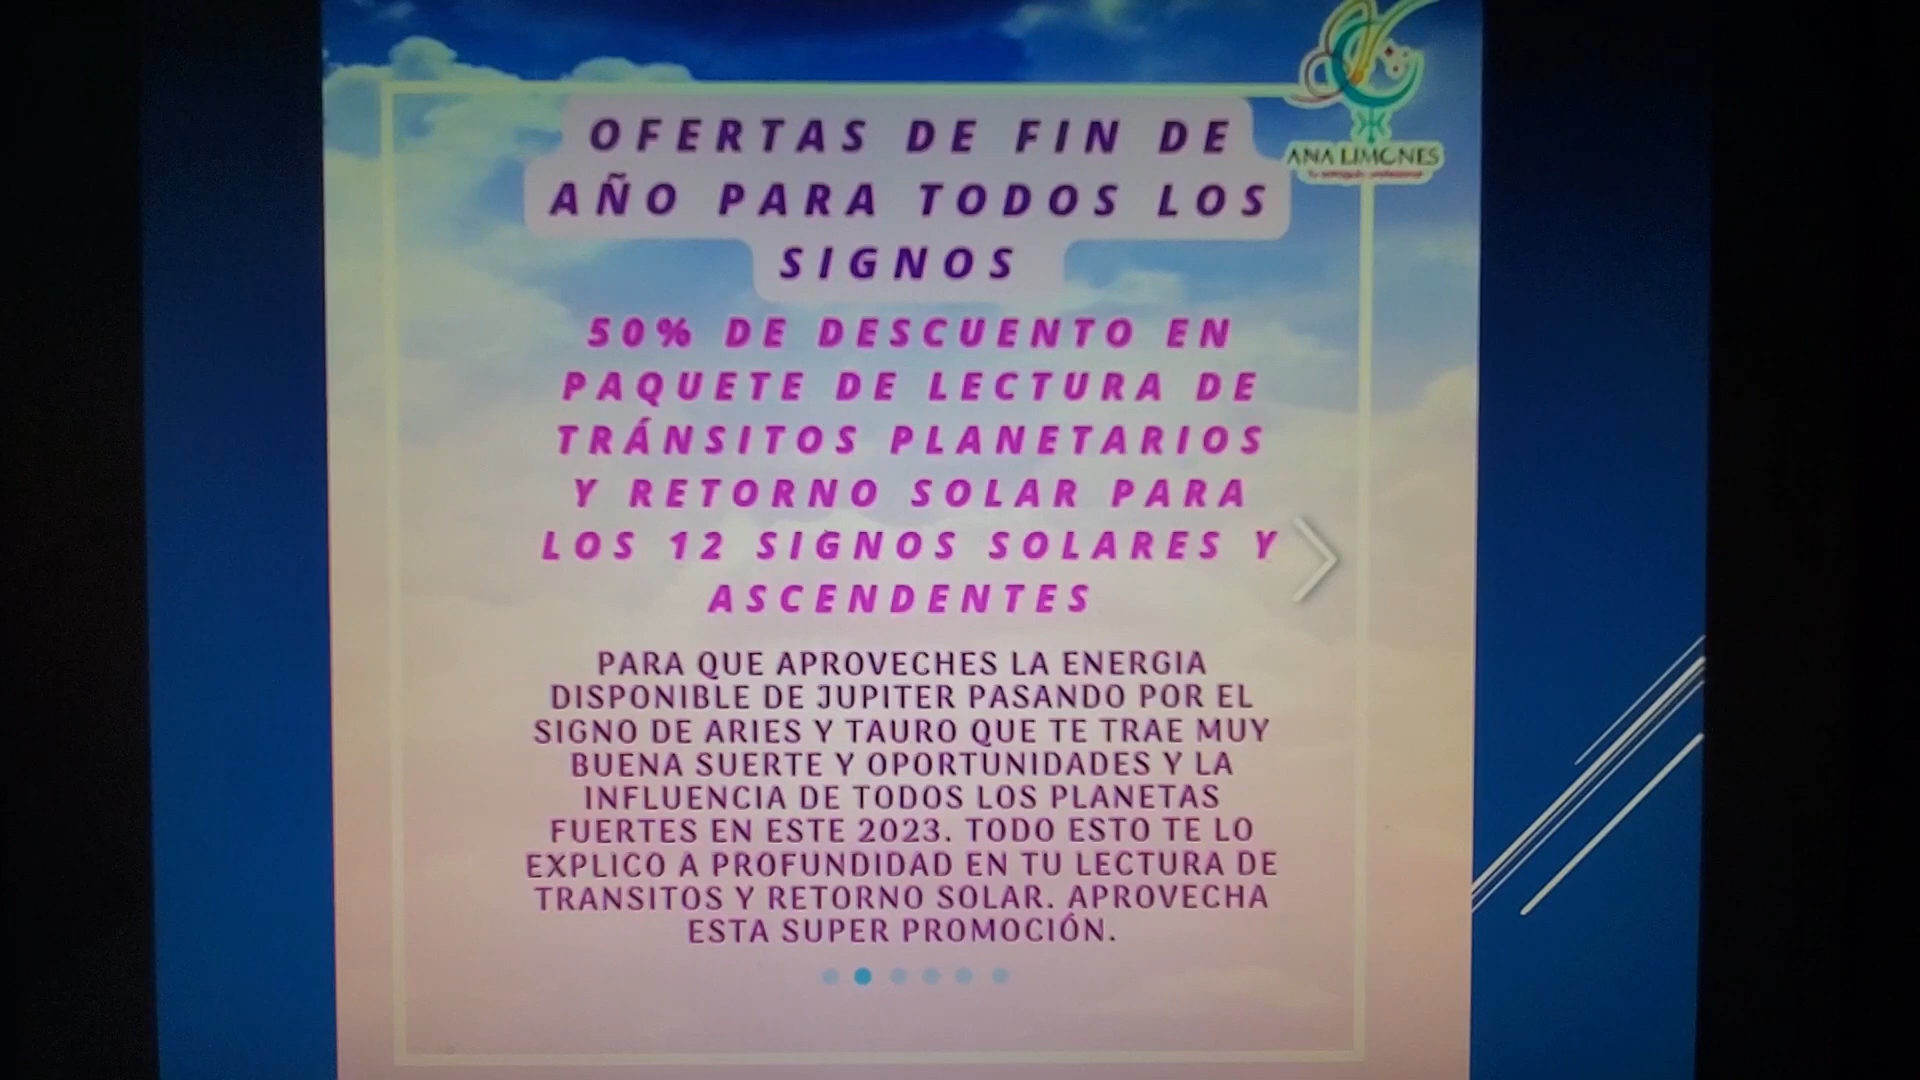 OFERTAS DE FIN DE
AÑO PARA TODOS LOS
SIGNOS
ANA LIMONES
50% DE DESCUENTO EN
PAQUETE DE LECTURA DE
TRÁNSITOS PLANETARIOS
Y RETORNO SOLAR PARA
LOS 12 SIGNOS SOLARES Y
ASCENDENTES
PARA QUE APROVECHES LA ENERGIA
DISPONIBLE DE JUPITER PASANDO POR EL
SIGNO DE ARIES Y TAURO QUE TE TRAE MUY
BUENA SUERTE Y OPORTUNIDADES Y LA
INFLUENCIA DE TODOS LOS PLANETAS
FUERTES EN ESTE 2023. TODO ESTO TE LO
EXPLICO A PROFUNDIDAD EN TU LECTURA DE
TRANSITOS Y RETORNO SOLAR. APROVECHA
ESTA SUPER PROMOCIÓN.